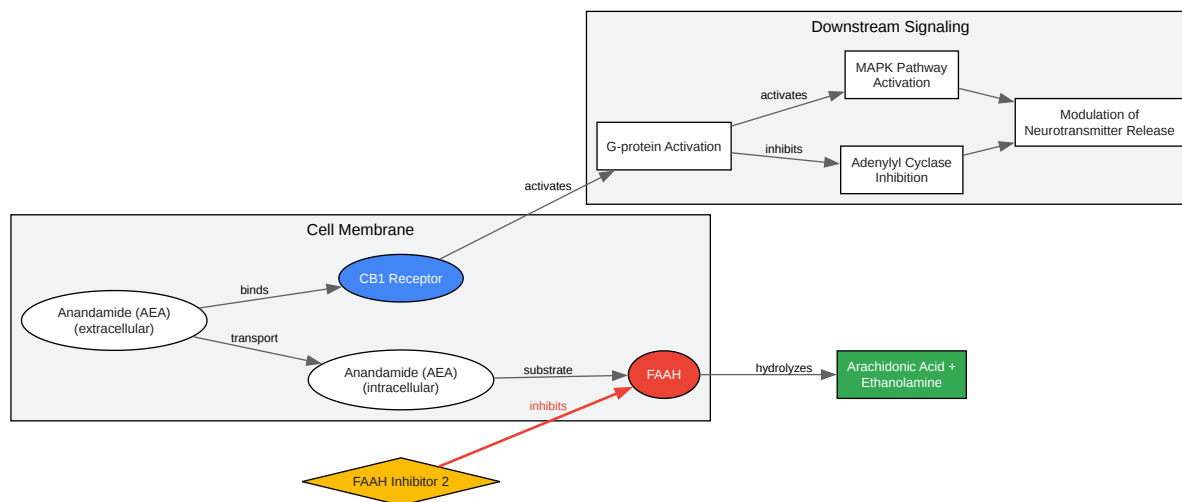 Downstream Signaling
MAPK Pathway
Activation
activates
Modulation of
Neurotransmitter Release
G-protein Activation
inhibits
Adenylyl Cyclase
Inhibition
activates
Cell Membrane
CB1 Receptor
binds
Anandamide (AEA)
(extracellular)
transport
Anandamide (AEA)
(intracellular)
substrate
FAAH
hydrolyzes
Arachidonic Acid +
Ethanolamine
inhibits
FAAH Inhibitor 2